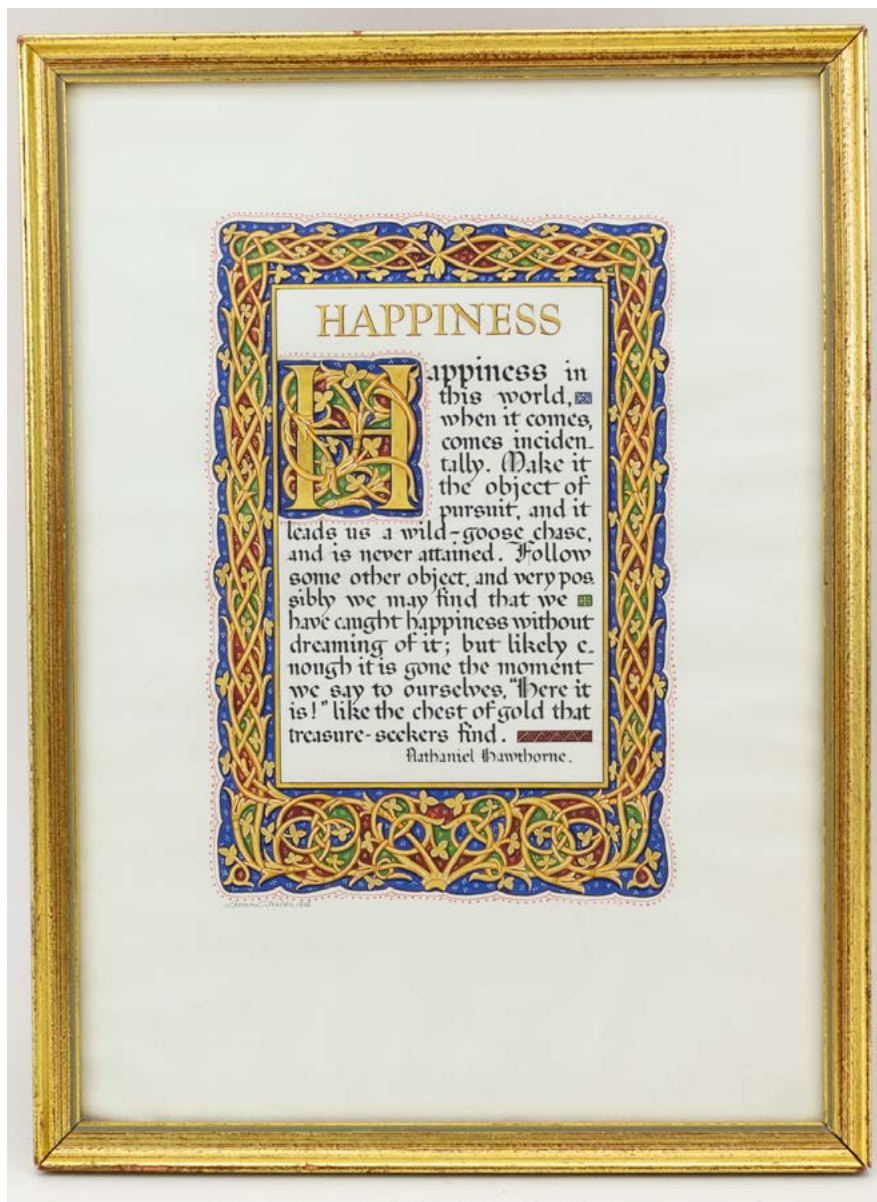 HAPPINESS
Happiness in
this world,
when it comes,
comes inciden-
tally. Make it
the object of
pursuit, and it
leads us a wild-goose chase,
and is never attained. Follow
some other object, and very pos
sibly we may find that we
have caught happiness without
dreaming of it; but likely e-
nough it is gone the moment
we say to ourselves, "Here it
is!" like the chest of gold that
treasure-seekers find.
Nathaniel Hawthorne.